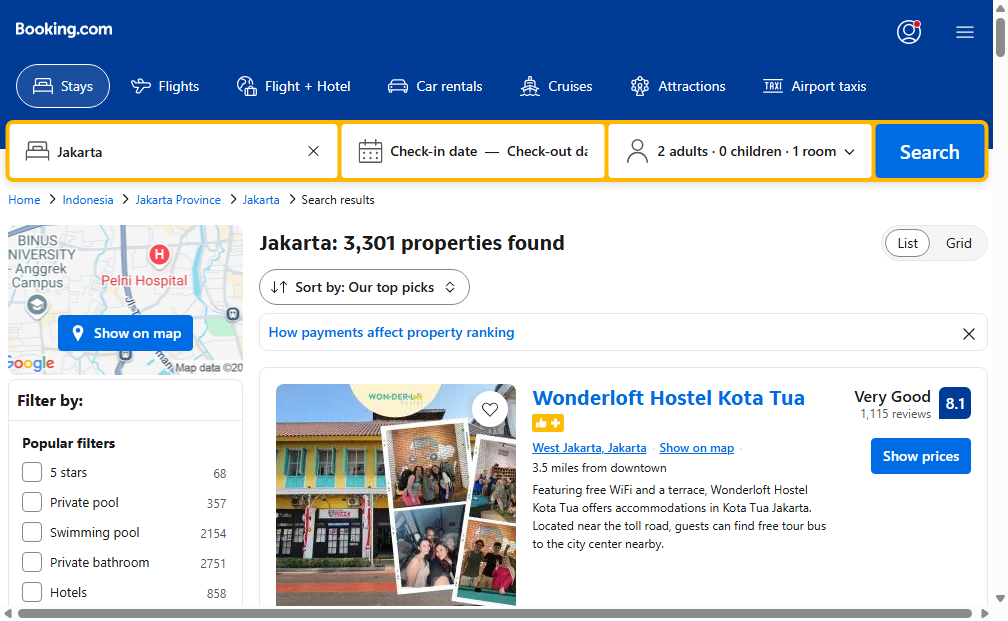 Booking.com
Stays
Flights
Flight + Hotel
Car rentals
Cruises
Attractions
TAXI
Airport taxis
Jakarta
Check-in date — Check-out da
2 adults · 0 children · 1 room
Search
Home > Indonesia > Jakarta Province > Jakarta > Search results
BINUS
NIVERSITY
- Anggrek
Campus
H
Pelni Hospital
Show on map
Google
Map data ©20
Filter by:
Popular filters
5 stars 68
Private pool 357
Swimming pool 2154
Private bathroom 2751
Hotels 858
Jakarta: 3,301 properties found
List
Grid
Sort by: Our top picks
How payments affect property ranking
Wonderloft Hostel Kota Tua
West Jakarta, Jakarta · Show on map ·
3.5 miles from downtown
Featuring free WiFi and a terrace, Wonderloft Hostel
Kota Tua offers accommodations in Kota Tua Jakarta.
Located near the toll road, guests can find free tour bus
to the city center nearby.
Very Good
1,115 reviews
8.1
Show prices
WONDERLOFT
hostel
PIZZA